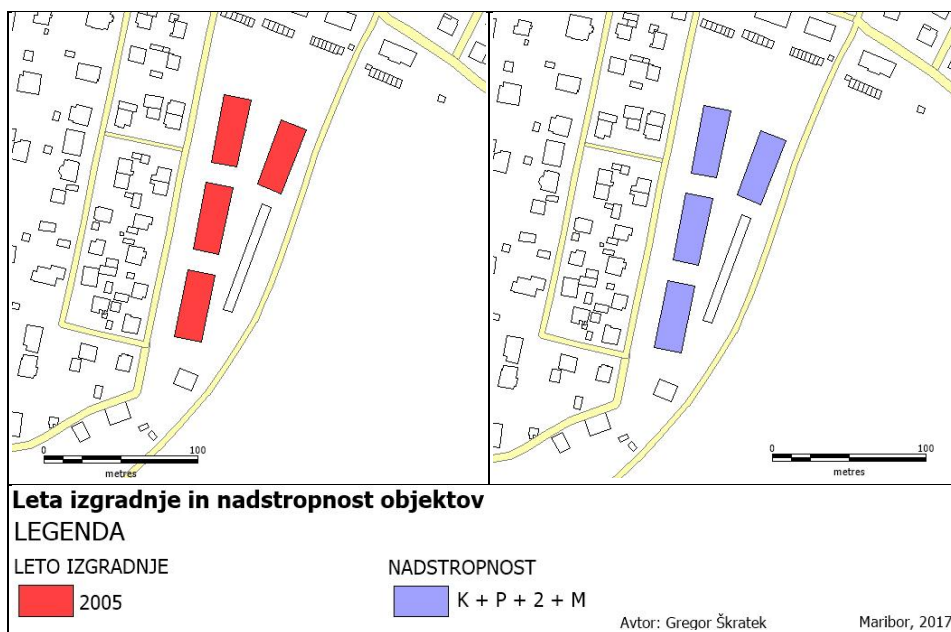 0 100
metres
0 100
metres
Leta izgradnje in nadstropnost objektov
LEGENDA
LETO IZGRADNJE NADSTROPNOST
2005 K + P + 2 + M
Avtor: Gregor Škratek Maribor, 2017